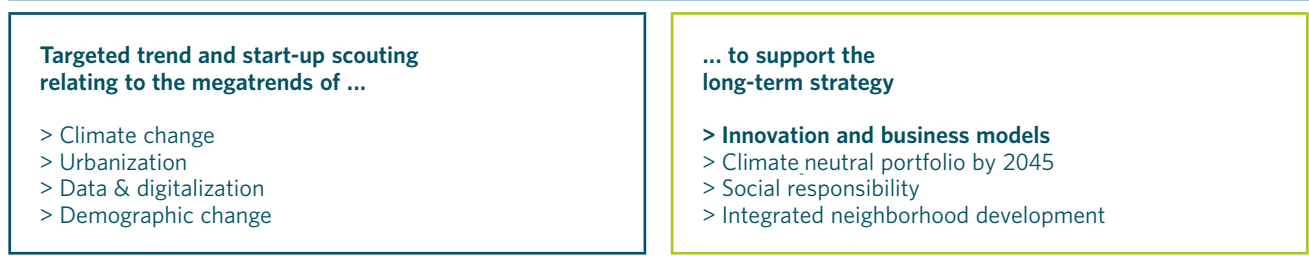 Targeted trend and start-up scouting
relating to the megatrends of ...
> Climate change
> Urbanization
> Data & digitalization
> Demographic change
... to support the
long-term strategy
> Innovation and business models
> Climate neutral portfolio by 2045
> Social responsibility
> Integrated neighborhood development